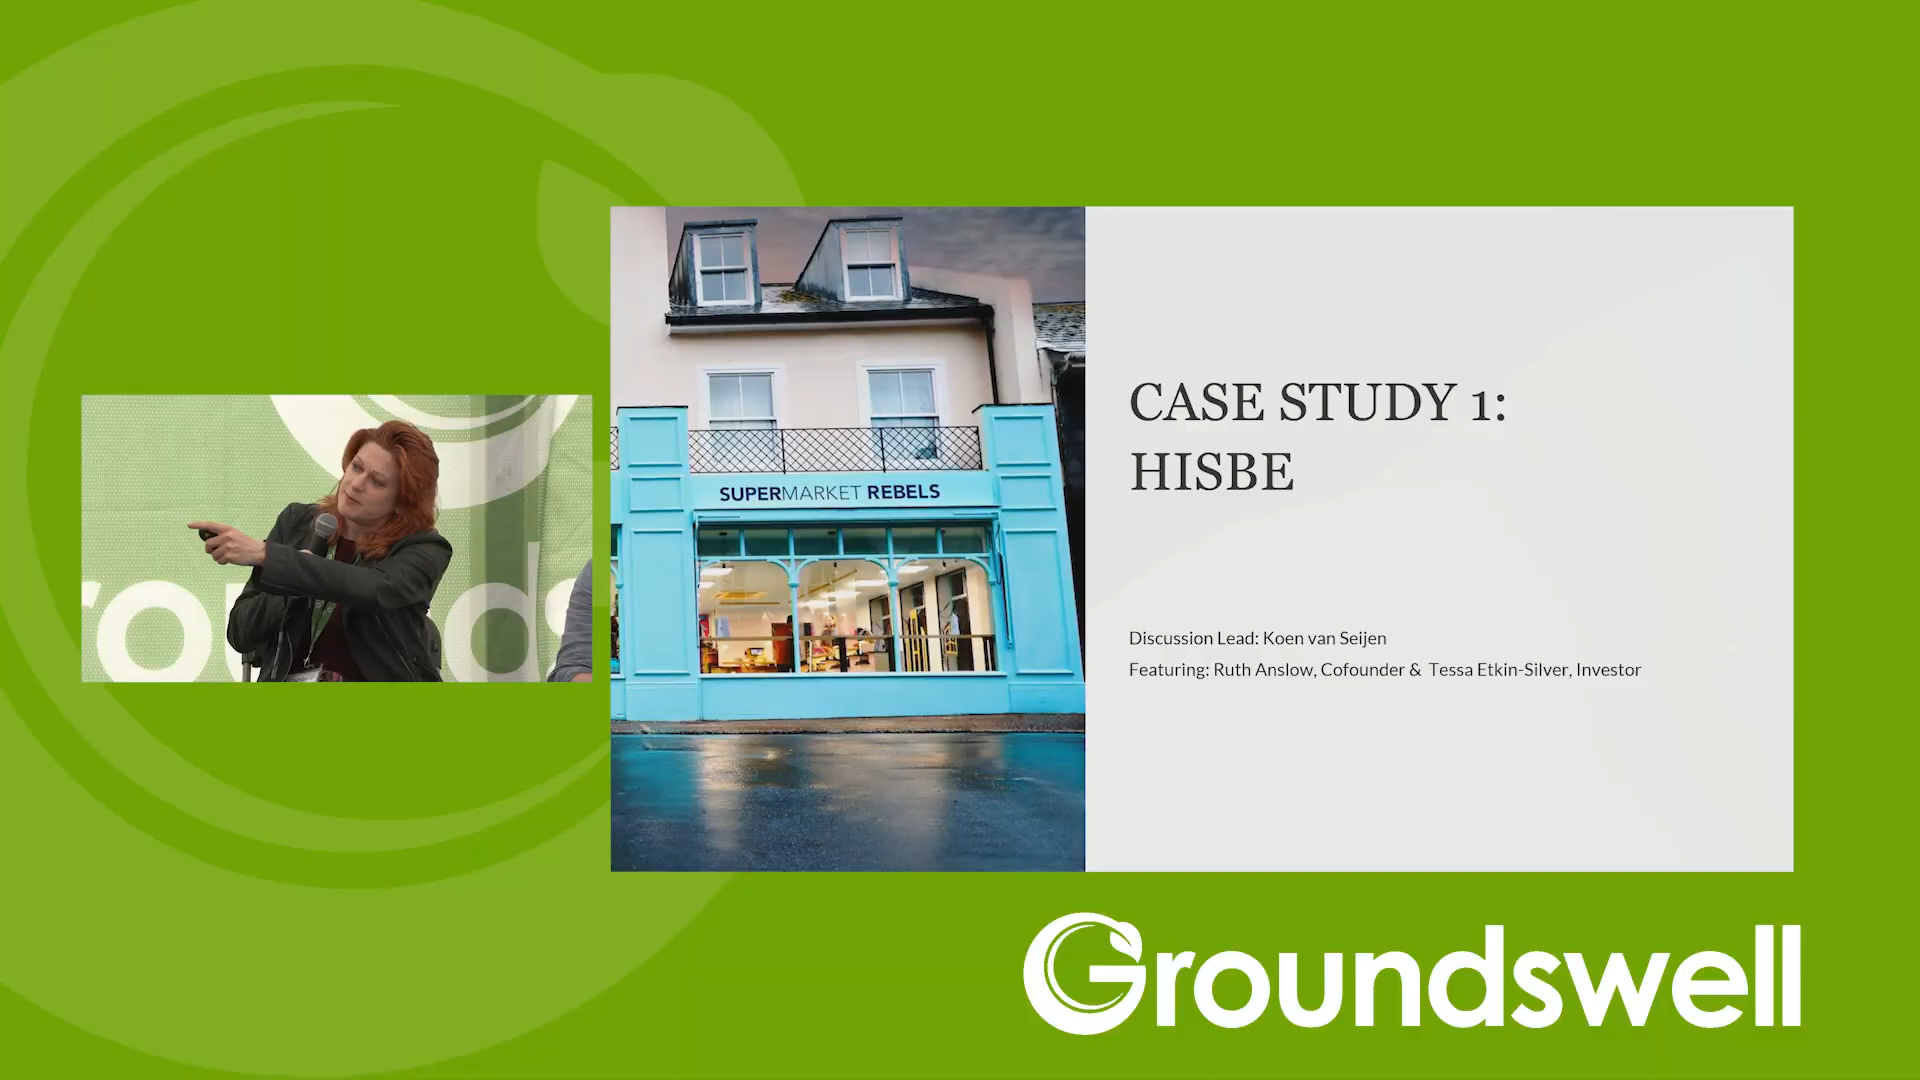 SUPERMARKET REBELS
CASE STUDY 1:
HISBE
Discussion Lead: Koen van Seijen
Featuring: Ruth Anslow, Cofounder & Tessa Etkin-Silver, Investor
rounds
Groundswell